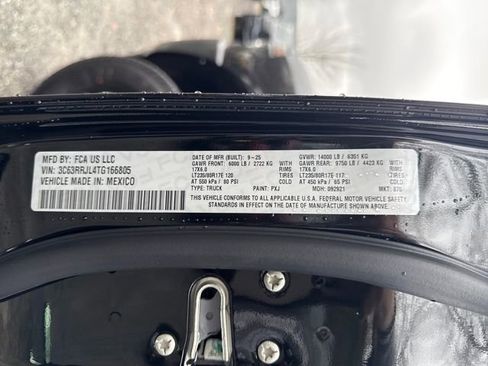 MFD BY: FCA US LLC
VIN: 3C63RRJL4TG166805
VEHICLE MADE IN: MEXICO
DATE OF MFR (BUILT): 9-25
GVWR: 14000 LB / 6351 KG
GAWR FRONT: 6000 LB / 2722 KG WITH
GAWR REAR: 9750 LB / 4423 KG WITH
17X6.0 RIMS
17X6.0 RIMS
LT235/80R17E 120 TIRES
LT235/80R17E 117 TIRES
AT 550 kPa / 80 PSI
AT 450 kPa / 65 PSI
TYPE: TRUCK PAINT: PXJ MDH: 092921 MKT:
THIS VEHICLE CONFORMS TO ALL APPLICABLE U.S.A. FEDERAL MOTOR VEHICLE SAFETY
STANDARDS IN EFFECT ON THE DATE OF MANUFACTURE SHOWN ABOVE.